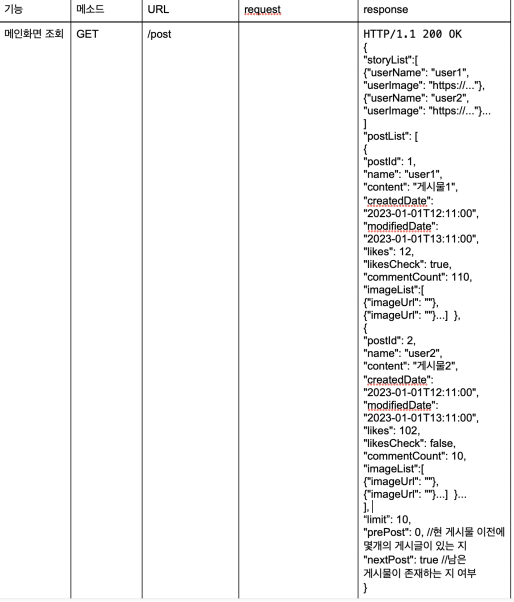 기능 메소드 URL request response
메인화면 조회 GET /post HTTP/1.1 200 OK
{
"storyList":[
{"userName": "user1",
"userImage": "https://..."},
{"userName": "user2",
"userImage": "https://..."}...
]
"postList": [
{
"postId": 1,
"name": "user1",
"content": "게시물1",
"createdDate":
"2023-01-01T12:11:00",
"modifiedDate":
"2023-01-01T13:11:00",
"likes": 12,
"likesCheck": true,
"commentCount": 110,
"imageList":[
{"imageUrl": ""},
{"imageUrl": ""}...] },
{
"postId": 2,
"name": "user2",
"content": "게시물2",
"createdDate":
"2023-01-01T12:11:00",
"modifiedDate":
"2023-01-01T13:11:00",
"likes": 102,
"likesCheck": false,
"commentCount": 10,
"imageList":[
{"imageUrl": ""},
{"imageUrl": ""}...] }...
],
"limit": 10,
"prePost": 0, //현 게시물 이전에
몇개의 게시글이 있는 지
"nextPost": true //남은
게시물이 존재하는 지 여부
}